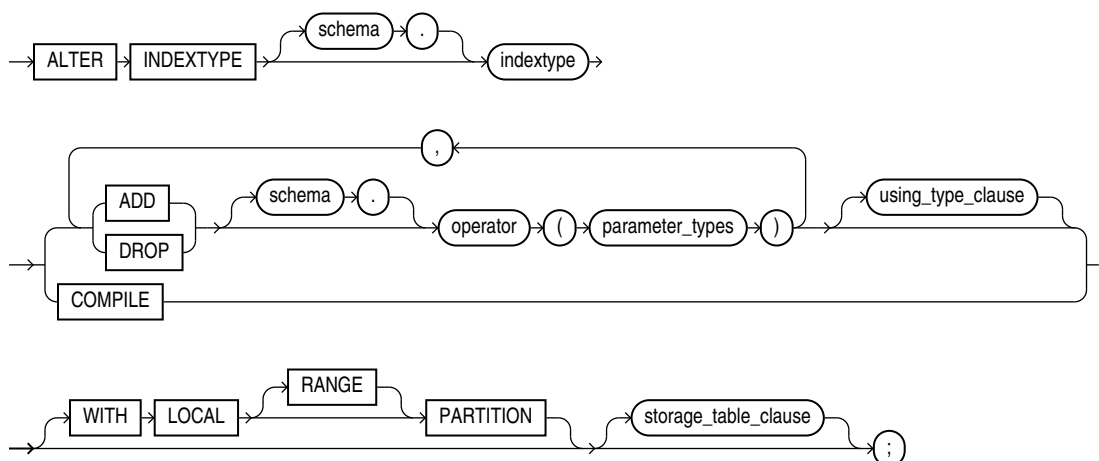 schema .
ALTER INDEXTYPE indextype
,
ADD schema . using_type_clause
DROP operator ( parameter_types )
COMPILE
RANGE
WITH LOCAL PARTITION storage_table_clause
;